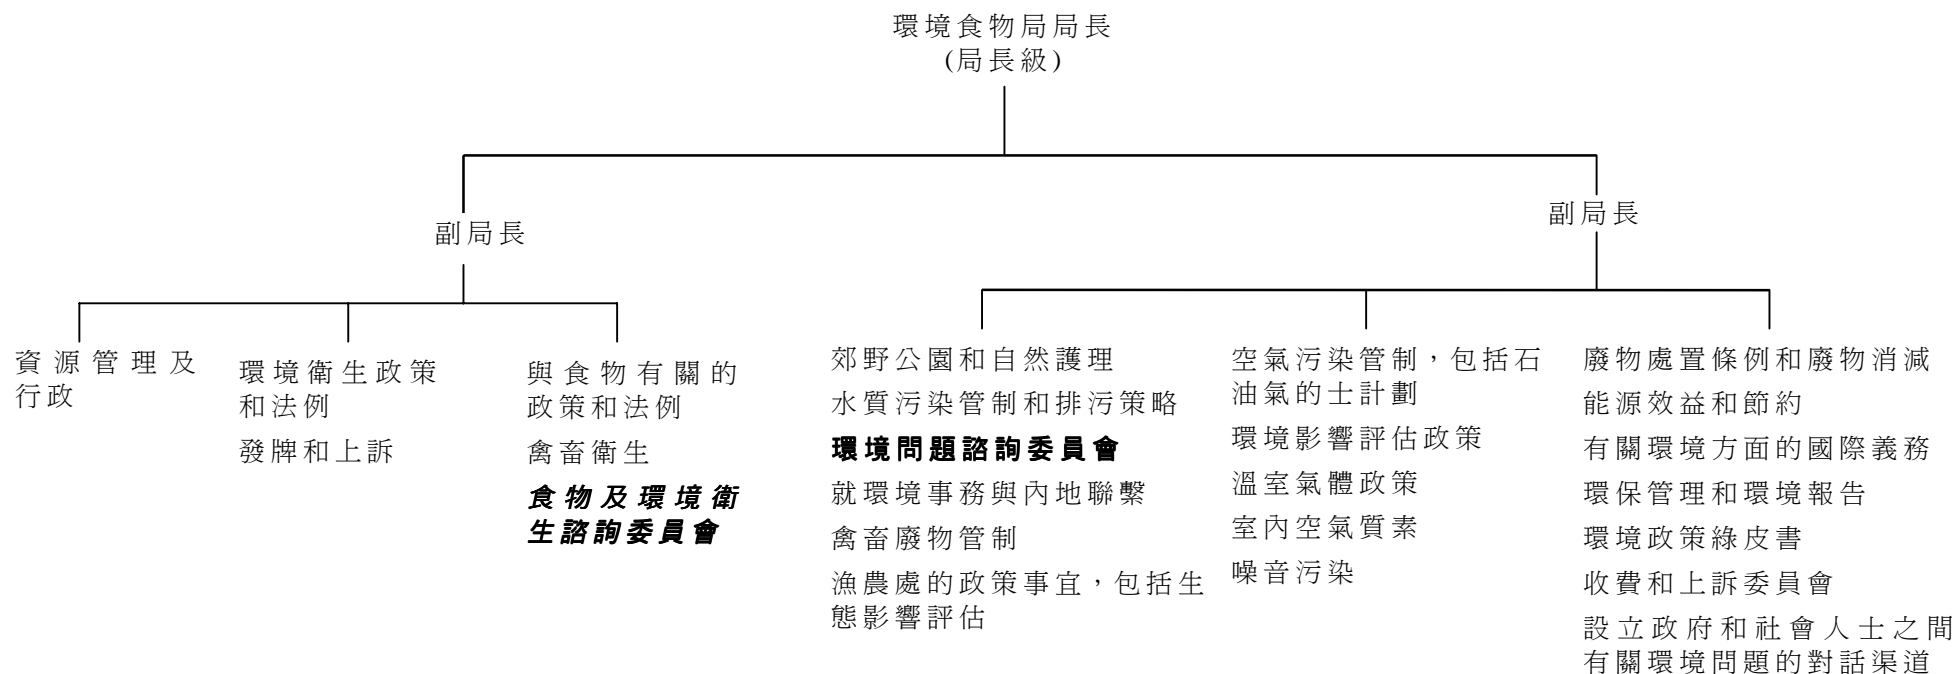 環境食物局局長
(局長級)
副局長
副局長
資源管理及
行政
環境衛生政策
和法例
發牌和上訴
與食物有關的
政策和法例
禽畜衛生
食物及環境衛
生諮詢委員會
郊野公園和自然護理
水質污染管制和排污策略
環境問題諮詢委員會
就環境事務與內地聯繫
禽畜廢物管制
漁農處的政策事宜，包括生
態影響評估
空氣污染管制，包括石
油氣的士計劃
環境影響評估政策
溫室氣體政策
室內空氣質素
噪音污染
廢物處置條例和廢物消減
能源效益和節約
有關環境方面的國際義務
環保管理和環境報告
環境政策綠皮書
收費和上訴委員會
設立政府和社會人士之間
有關環境問題的對話渠道